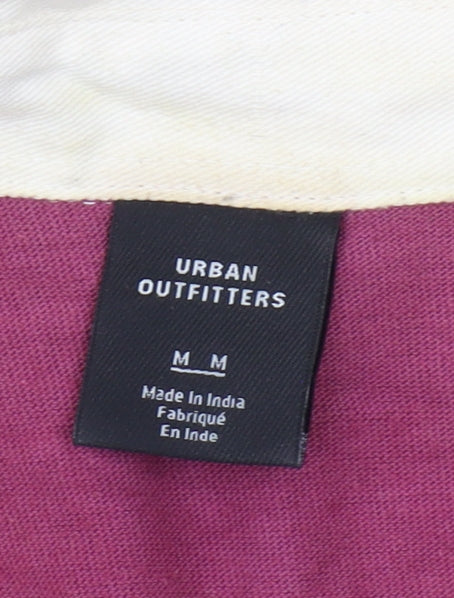 URBAN
OUTFITTERS
M M
Made In India
Fabriqué
En Inde